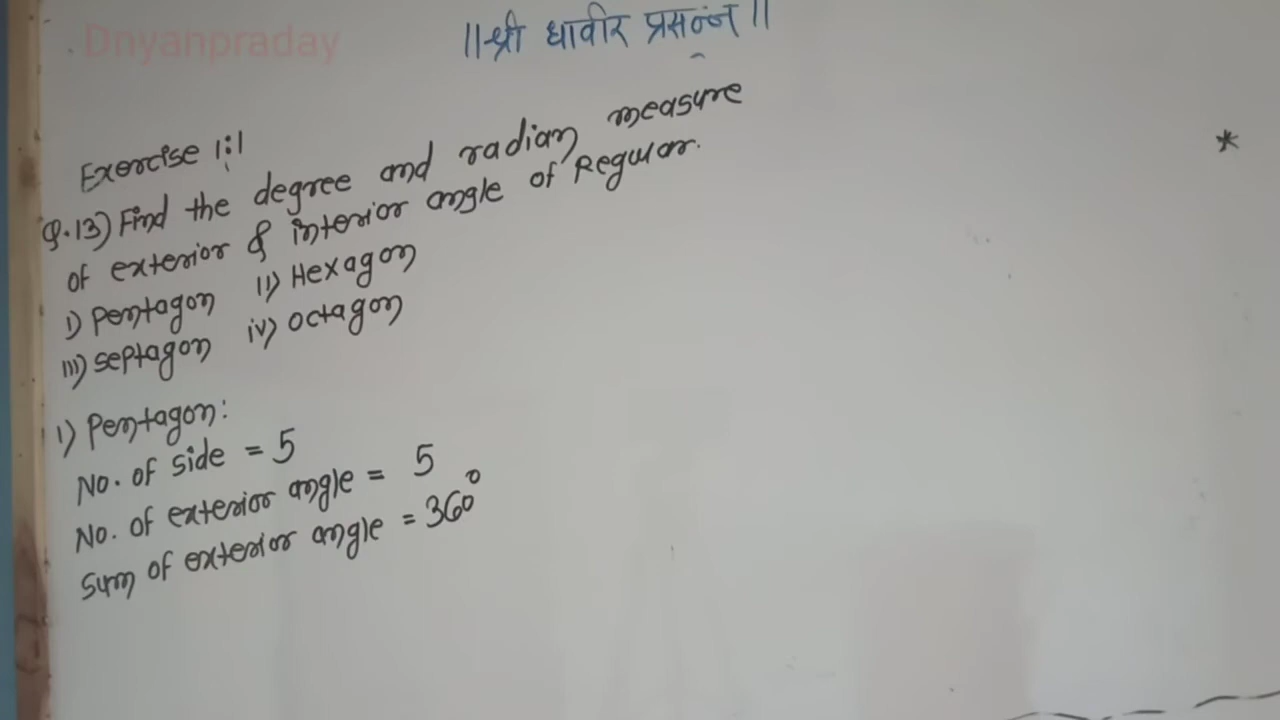 Dnyanpraday
॥ श्री धावीर प्रसन्न ॥
Exercise 1:1
Q.13) Find the degree and radian measure
of exterior & interior angle of Regular.
i) Pentagon ii) Hexagon
iii) septagon iv) octagon
i) Pentagon:
No. of side = 5
No. of exterior angle = 5
Sum of exterior angle = 360°
*